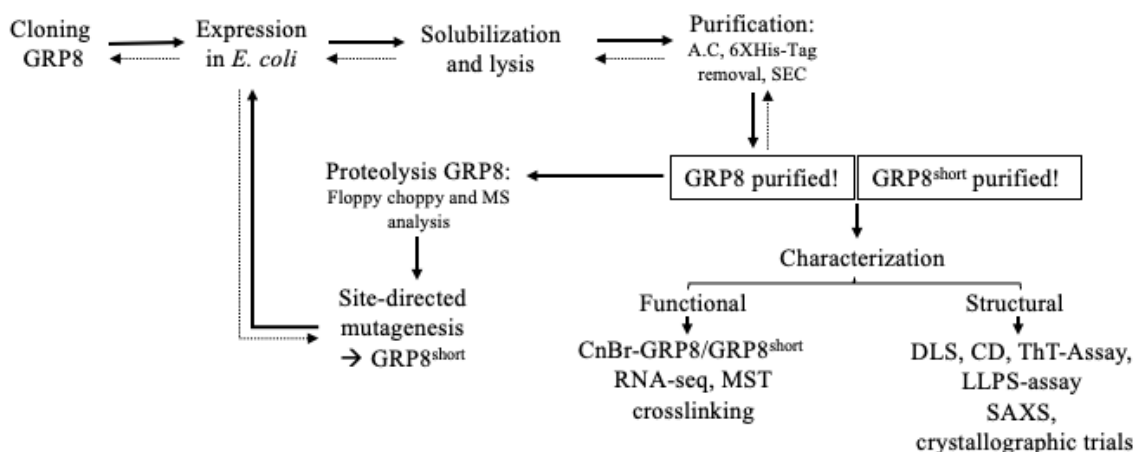 Cloning
GRP8
Expression
in E. coli
Solubilization
and lysis
Purification:
A.C, 6XHis-Tag
removal, SEC
Proteolysis GRP8:
Floppy choppy and MS
analysis
GRP8 purified!
GRP8short purified!
Site-directed
mutagenesis
→ GRP8short
Characterization
Functional
CnBr-GRP8/GRP8short
RNA-seq, MST
crosslinking
Structural
DLS, CD, ThT-Assay,
LLPS-assay
SAXS,
crystallographic trials